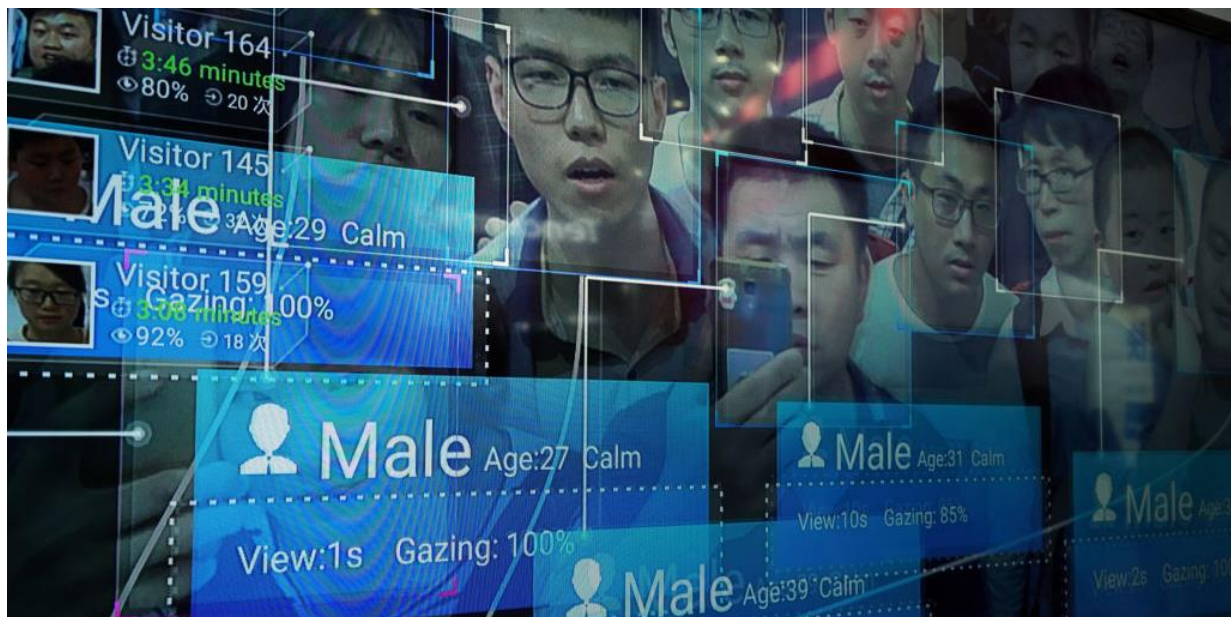 Visitor 164
3:46 minutes
80% 20 次
Visitor 145
3:34 minutes
Male Age:29 Calm
Visitor 159
Gazing: 100%
3:08 minutes
92% 18 次
Male Age:27 Calm
View:1s Gazing: 100%
Male Age:31 Calm
View:10s Gazing: 85%
Male
View:2s Gazing:
Male Age:39 Calm